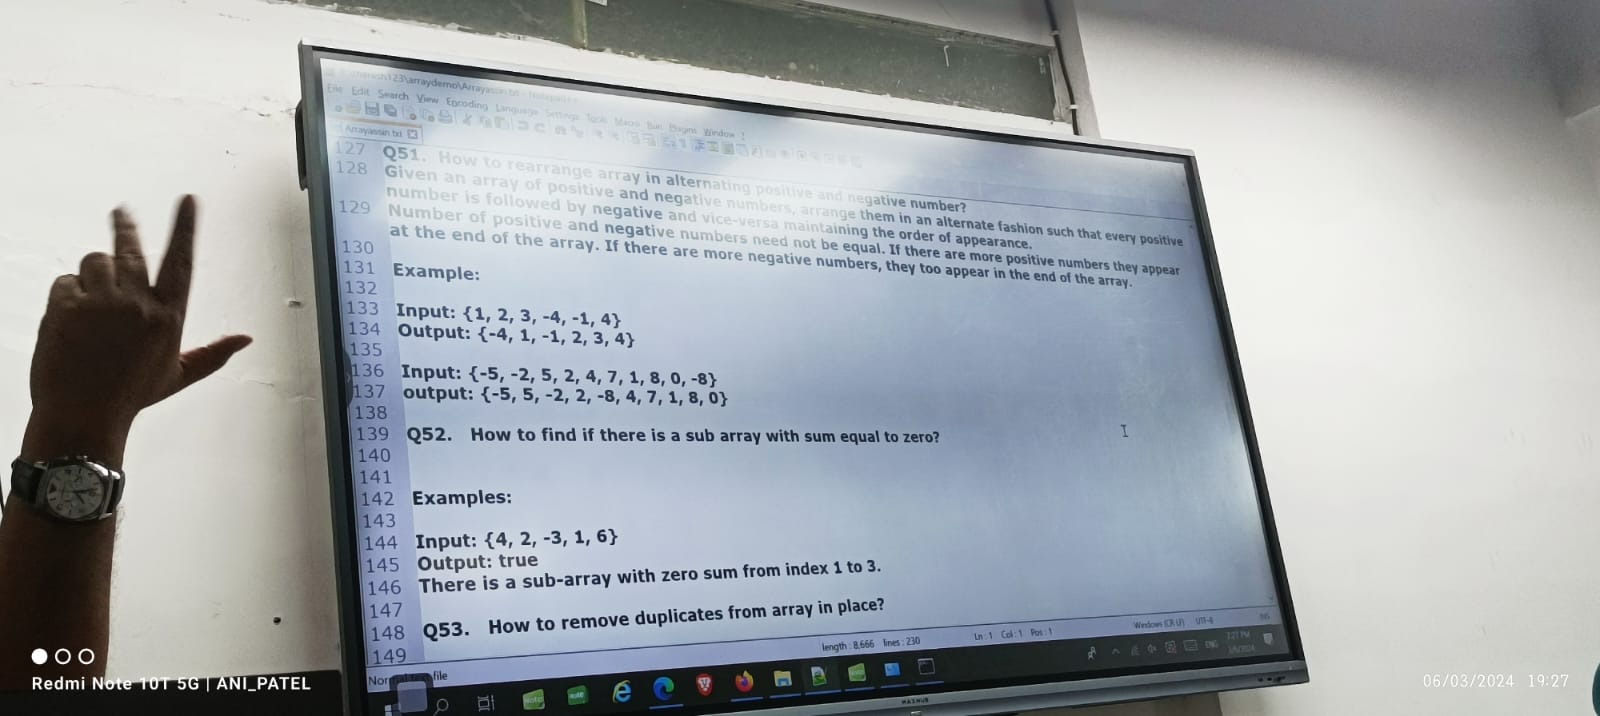 \arraydemo\Arrayassin.txt - Notepad++
File Edit Search View Encoding Language Settings Tools Macro Run Plugins Window ?
Arrayassin.txt
127 Q51. How to rearrange array in alternating positive and negative number?
128 Given an array of positive and negative numbers, arrange them in an alternate fashion such that every positive
number is followed by negative and vice-versa maintaining the order of appearance.
129 Number of positive and negative numbers need not be equal. If there are more positive numbers they appear
at the end of the array. If there are more negative numbers, they too appear in the end of the array.
130
131 Example:
132
133 Input: {1, 2, 3, -4, -1, 4}
134 Output: {-4, 1, -1, 2, 3, 4}
135
136 Input: {-5, -2, 5, 2, 4, 7, 1, 8, 0, -8}
137 output: {-5, 5, -2, 2, -8, 4, 7, 1, 8, 0}
138
139 Q52. How to find if there is a sub array with sum equal to zero?
140
141
142 Examples:
143
144 Input: {4, 2, -3, 1, 6}
145 Output: true
146 There is a sub-array with zero sum from index 1 to 3.
147
148 Q53. How to remove duplicates from array in place?
149
Normal text file length : 8,666 lines : 230 Ln : 1 Col : 1 Pos : 1 Windows (CR LF) UTF-8 INS
ENG 7:27 PM
3/6/2024
MAXHUB
Redmi Note 10T 5G | ANI_PATEL
06/03/2024 19:27